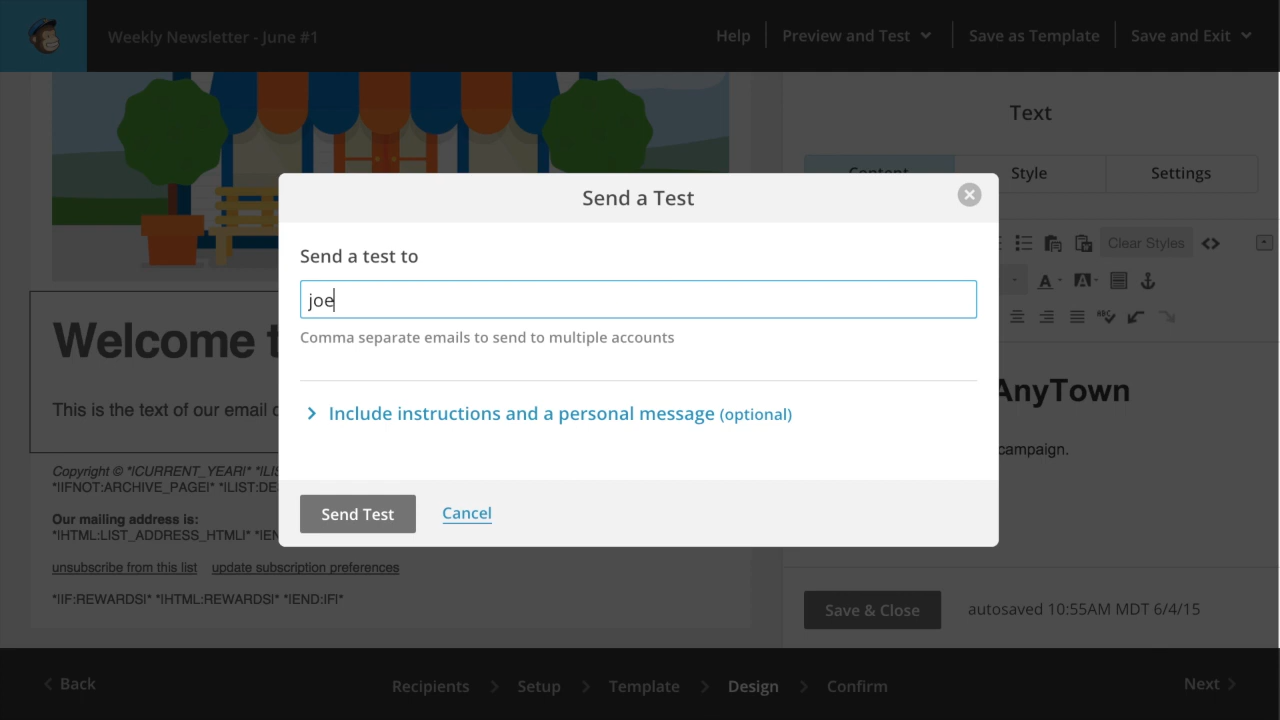 Weekly Newsletter - June #1
Help
Preview and Test
Save as Template
Save and Exit
Text
Content
Style
Settings
Send a Test
Clear Styles
Send a test to
joe
Comma separate emails to send to multiple accounts
Welcome
AnyTown
This is the text of our email
campaign.
Include instructions and a personal message (optional)
Copyright © *|CURRENT_YEAR|*
*|IFNOT:ARCHIVE_PAGE|*
Our mailing address is:
*|HTML:LIST_ADDRESS_HTML|*
Send Test
Cancel
unsubscribe from this list update subscription preferences
*|IF:REWARDS|* *|HTML:REWARDS|* *|END:IF|*
Save & Close
autosaved 10:55AM MDT 6/4/15
Back
Recipients
Setup
Template
Design
Confirm
Next